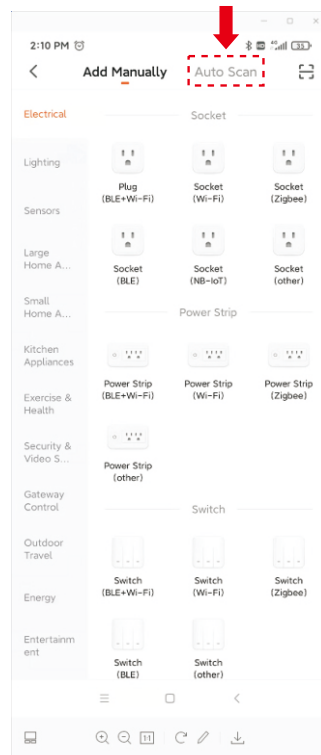 2:10 PM
Add Manually
Auto Scan
Electrical
Lighting
Sensors
Large
Home A...
Small
Home A...
Kitchen
Appliances
Exercise &
Health
Security &
Video S...
Gateway
Control
Outdoor
Travel
Energy
Entertainm
ent
Socket
Plug
(BLE+Wi-Fi)
Socket
(Wi-Fi)
Socket
(Zigbee)
Socket
(BLE)
Socket
(NB-IoT)
Socket
(other)
Power Strip
Power Strip
(BLE+Wi-Fi)
Power Strip
(Wi-Fi)
Power Strip
(Zigbee)
Power Strip
(other)
Switch
Switch
(BLE+Wi-Fi)
Switch
(Wi-Fi)
Switch
(Zigbee)
Switch
(BLE)
Switch
(other)
1:1